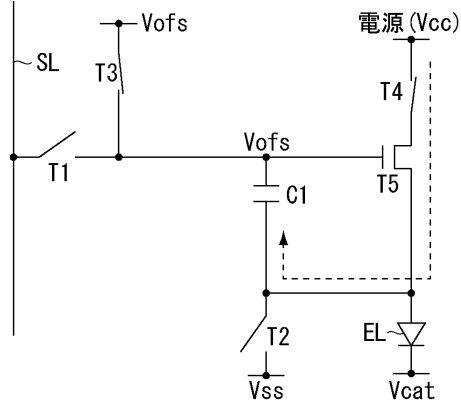 Vofs
電源(Vcc)
SL
T3
T4
Vofs
T1
C1
T5
T2
EL
Vss
Vcat